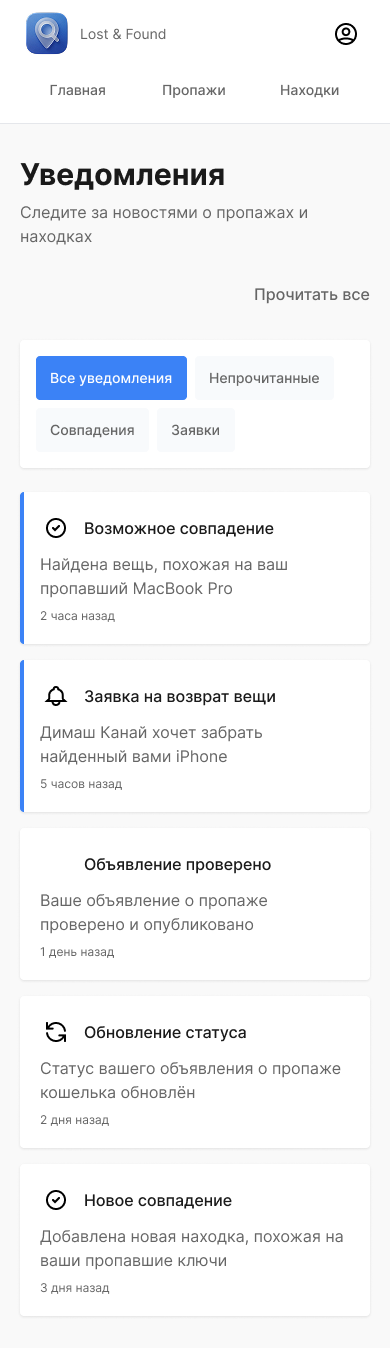 Lost & Found
Главная
Пропажи
Находки
Уведомления
Следите за новостями о пропажах и
находках
Прочитать все
Все уведомления
Непрочитанные
Совпадения
Заявки
Возможное совпадение
Найдена вещь, похожая на ваш
пропавший MacBook Pro
2 часа назад
Заявка на возврат вещи
Димаш Канай хочет забрать
найденный вами iPhone
5 часов назад
Объявление проверено
Ваше объявление о пропаже
проверено и опубликовано
1 день назад
Обновление статуса
Статус вашего объявления о пропаже
кошелька обновлён
2 дня назад
Новое совпадение
Добавлена новая находка, похожая на
ваши пропавшие ключи
3 дня назад